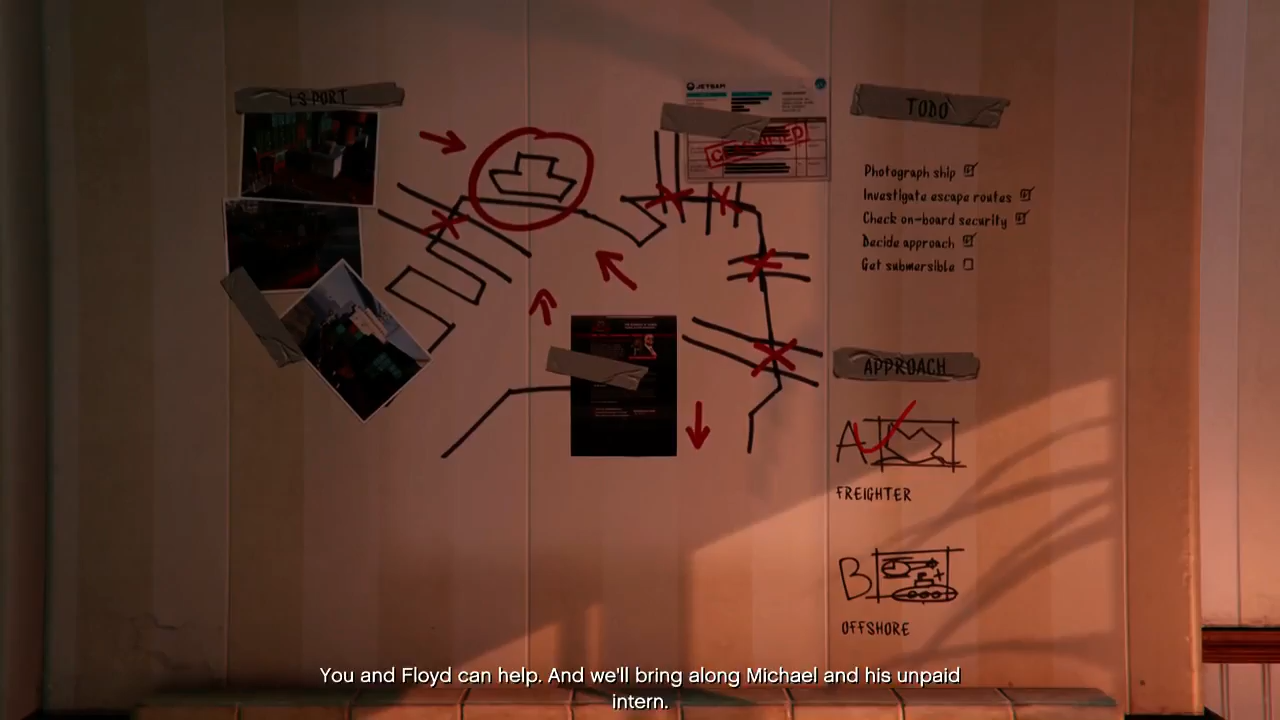 LS PORT
JETSAM
TODO
Photograph ship
Investigate escape routes
Check on-board security
Decide approach
Get submersible
APPROACH
A
FREIGHTER
B
OFFSHORE
You and Floyd can help. And we'll bring along Michael and his unpaid
intern.